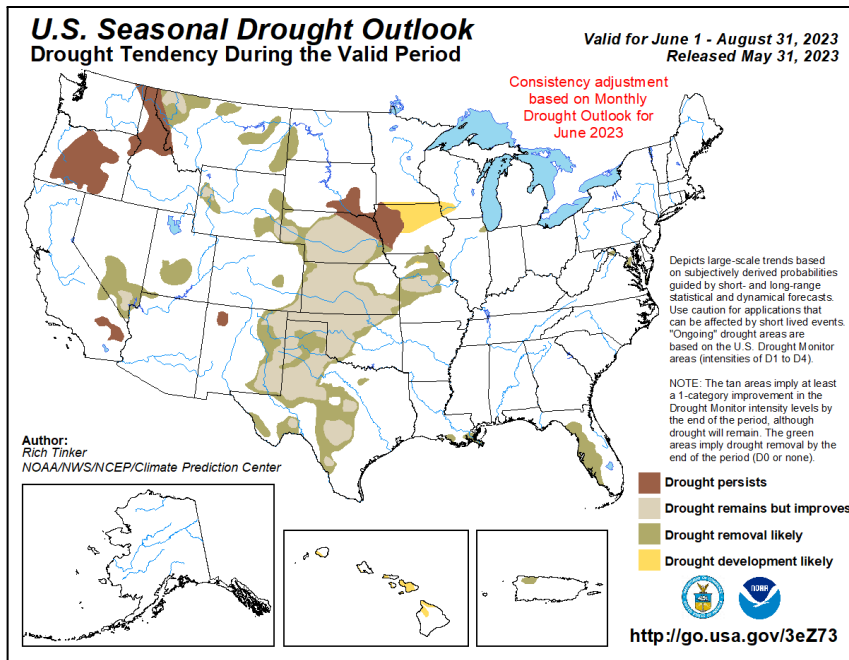 U.S. Seasonal Drought Outlook
Drought Tendency During the Valid Period
Valid for June 1 - August 31, 2023
Released May 31, 2023
Consistency adjustment
based on Monthly
Drought Outlook for
June 2023
Depicts large-scale trends based
on subjectively derived probabilities
guided by short- and long-range
statistical and dynamical forecasts.
Use caution for applications that
can be affected by short lived events.
"Ongoing" drought areas are
based on the U.S. Drought Monitor
areas (intensities of D1 to D4).
NOTE: The tan areas imply at least
a 1-category improvement in the
Drought Monitor intensity levels by
the end of the period, although
drought will remain. The green
areas imply drought removal by the
end of the period (D0 or none).
Author:
Rich Tinker
NOAA/NWS/NCEP/Climate Prediction Center
Drought persists
Drought remains but improves
Drought removal likely
Drought development likely
NOAA
http://go.usa.gov/3eZ73